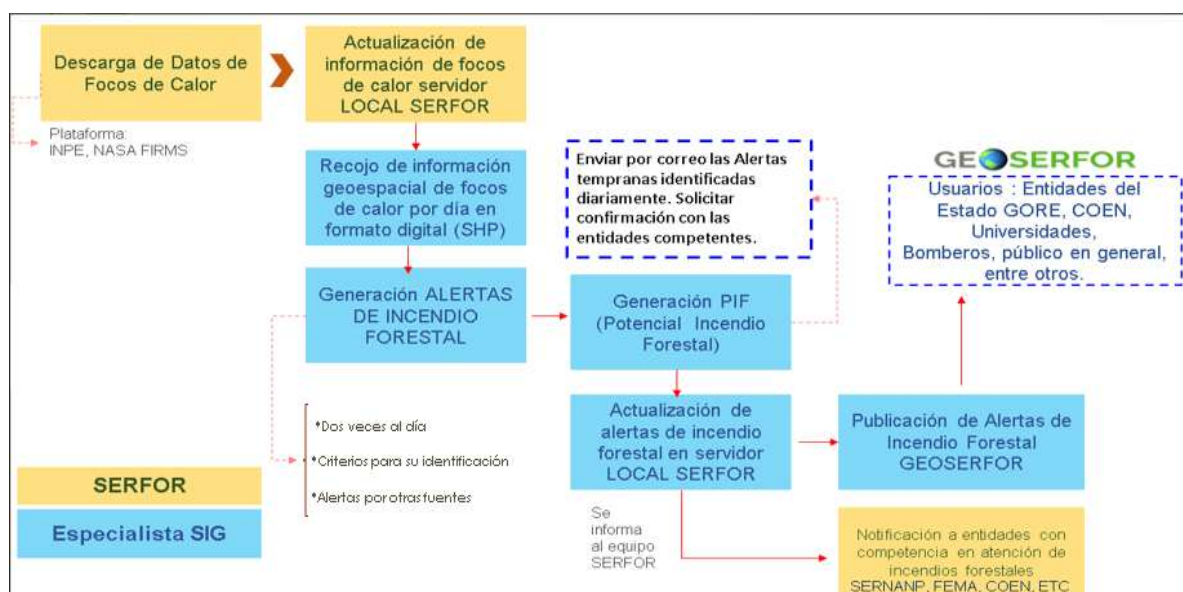 Descarga de Datos de
Focos de Calor
Plataforma:
INPE, NASA FIRMS
Actualización de
información de focos
de calor servidor
LOCAL SERFOR
Recojo de información
geoespacial de focos
de calor por día en
formato digital (SHP)
Generación ALERTAS
DE INCENDIO
FORESTAL
*Dos veces al día
*Criterios para su identificación
*Alertas por otras fuentes
Enviar por correo las Alertas
tempranas identificadas
diariamente. Solicitar
confirmación con las
entidades competentes.
Generación PIF
(Potencial Incendio
Forestal)
Actualización de
alertas de incendio
forestal en servidor
LOCAL SERFOR
Se
informa
al equipo
SERFOR
GEOSERFOR
Usuarios : Entidades del
Estado GORE, COEN,
Universidades,
Bomberos, público en general,
entre otros.
Publicación de Alertas de
Incendio Forestal
GEOSERFOR
Notificación a entidades con
competencia en atención de
incendios forestales
SERNANP, FEMA, COEN, ETC
SERFOR
Especialista SIG